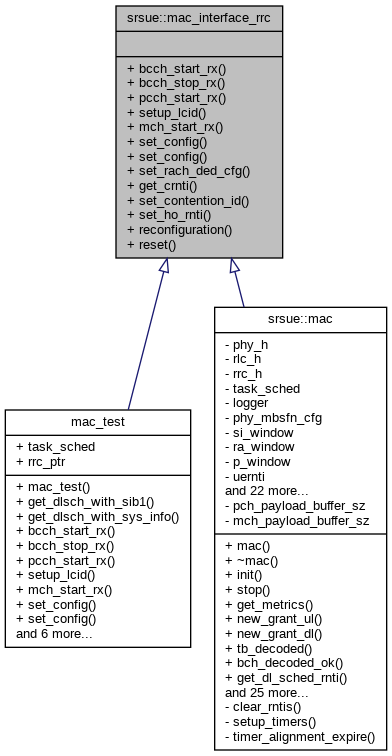 srsue::mac_interface_rrc
+ bcch_start_rx()
+ bcch_stop_rx()
+ pcch_start_rx()
+ setup_lcid()
+ mch_start_rx()
+ set_config()
+ set_config()
+ set_rach_ded_cfg()
+ get_crnti()
+ set_contention_id()
+ set_ho_rnti()
+ reconfiguration()
+ reset()
mac_test
+ task_sched
+ rrc_ptr
+ mac_test()
+ get_dlsch_with_sib1()
+ get_dlsch_with_sys_info()
+ bcch_start_rx()
+ bcch_stop_rx()
+ pcch_start_rx()
+ setup_lcid()
+ mch_start_rx()
+ set_config()
+ set_config()
and 6 more...
srsue::mac
- phy_h
- rlc_h
- rrc_h
- task_sched
- logger
- phy_mbsfn_cfg
- si_window
- ra_window
- p_window
- uernti
and 22 more...
- pch_payload_buffer_sz
- mch_payload_buffer_sz
+ mac()
+ ~mac()
+ init()
+ stop()
+ get_metrics()
+ new_grant_ul()
+ new_grant_dl()
+ tb_decoded()
+ bch_decoded_ok()
+ get_dl_sched_rnti()
and 25 more...
- clear_rntis()
- setup_timers()
- timer_alignment_expire()